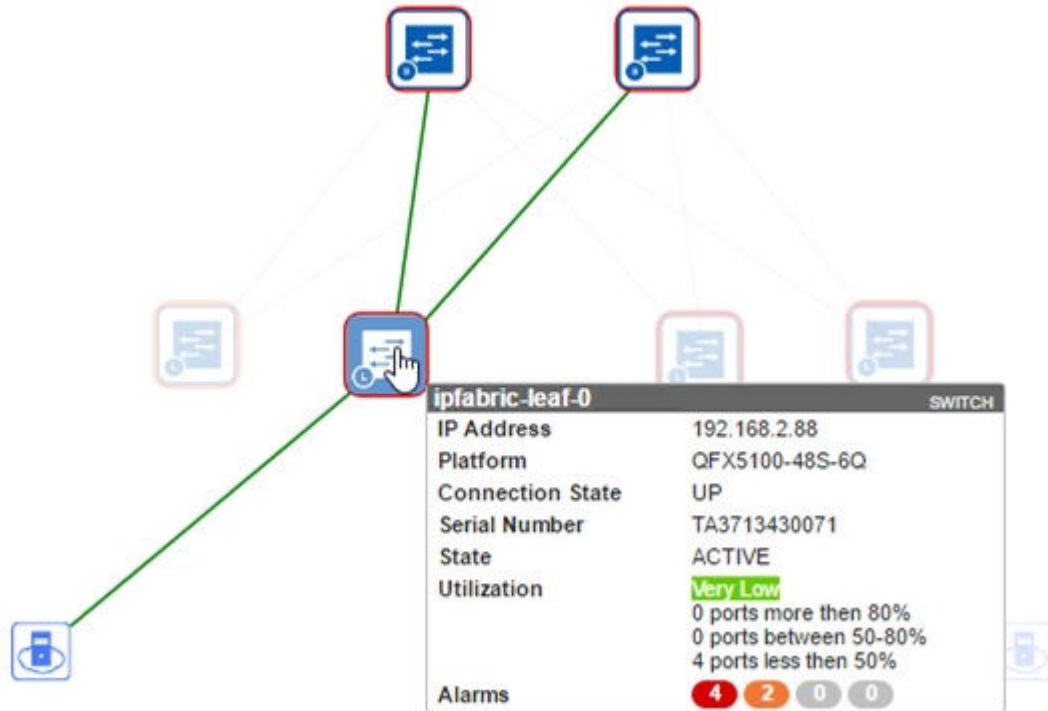 ipfabric-leaf-0 SWITCH
IP Address 192.168.2.88
Platform QFX5100-48S-6Q
Connection State UP
Serial Number TA3713430071
State ACTIVE
Utilization Very Low
0 ports more then 80%
0 ports between 50-80%
4 ports less then 50%
Alarms 4 2 0 0